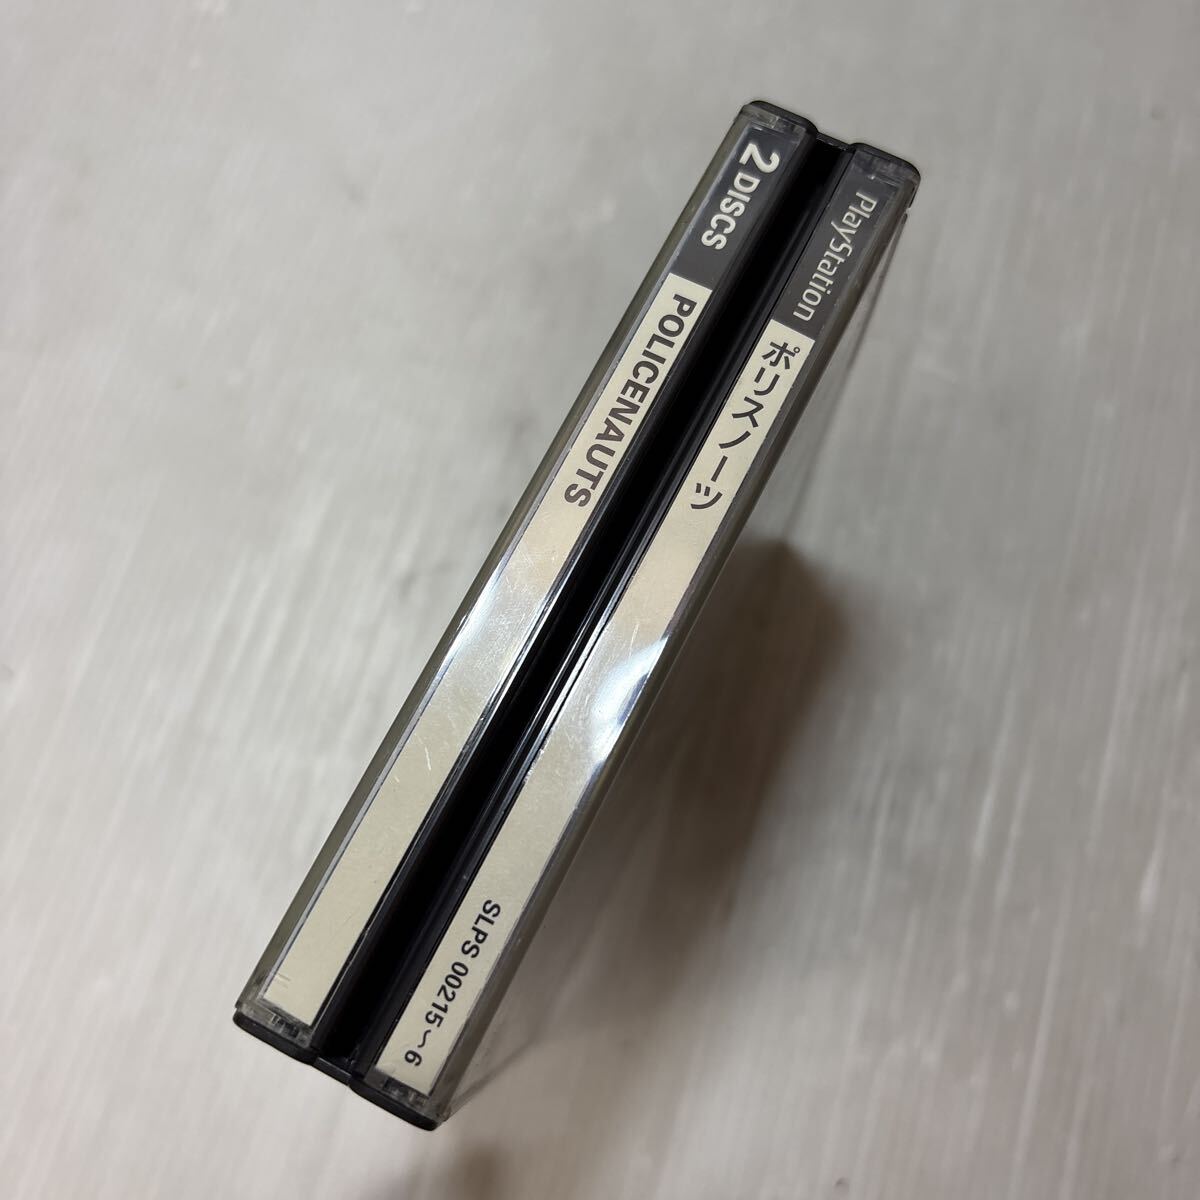 2 DISCS
POLICENAUTS
PlayStation
ポリスノーツ
SLPS 00215～6